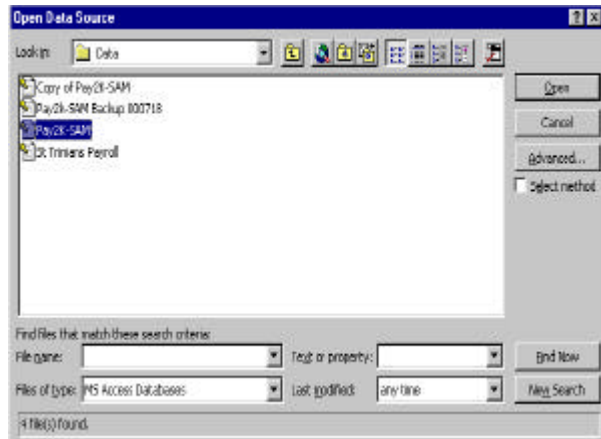 Open Data Source
Look in: Data
Copy of Pay2K-SAM
Pay2k-SAM Backup 000718
Pay2K-SAM
St Trinians Payroll
Open
Cancel
Advanced...
Select method
Find files that match these search criteria:
File name: Text or property: Find Now
Files of type: MS Access Databases Last modified: any time New Search
4 file(s) found.